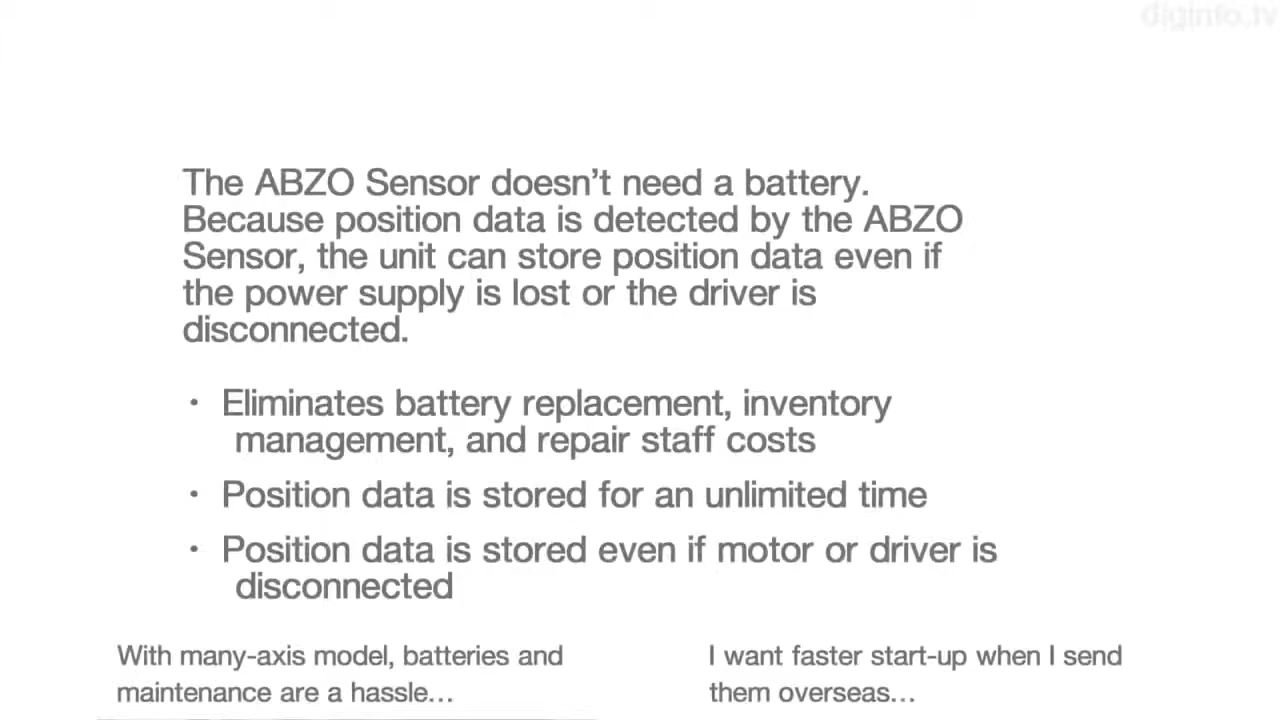 diginfo.tv
The ABZO Sensor doesn't need a battery.
Because position data is detected by the ABZO
Sensor, the unit can store position data even if
the power supply is lost or the driver is
disconnected.
・ Eliminates battery replacement, inventory
management, and repair staff costs
・ Position data is stored for an unlimited time
・ Position data is stored even if motor or driver is
disconnected
With many-axis model, batteries and
maintenance are a hassle…
I want faster start-up when I send
them overseas…